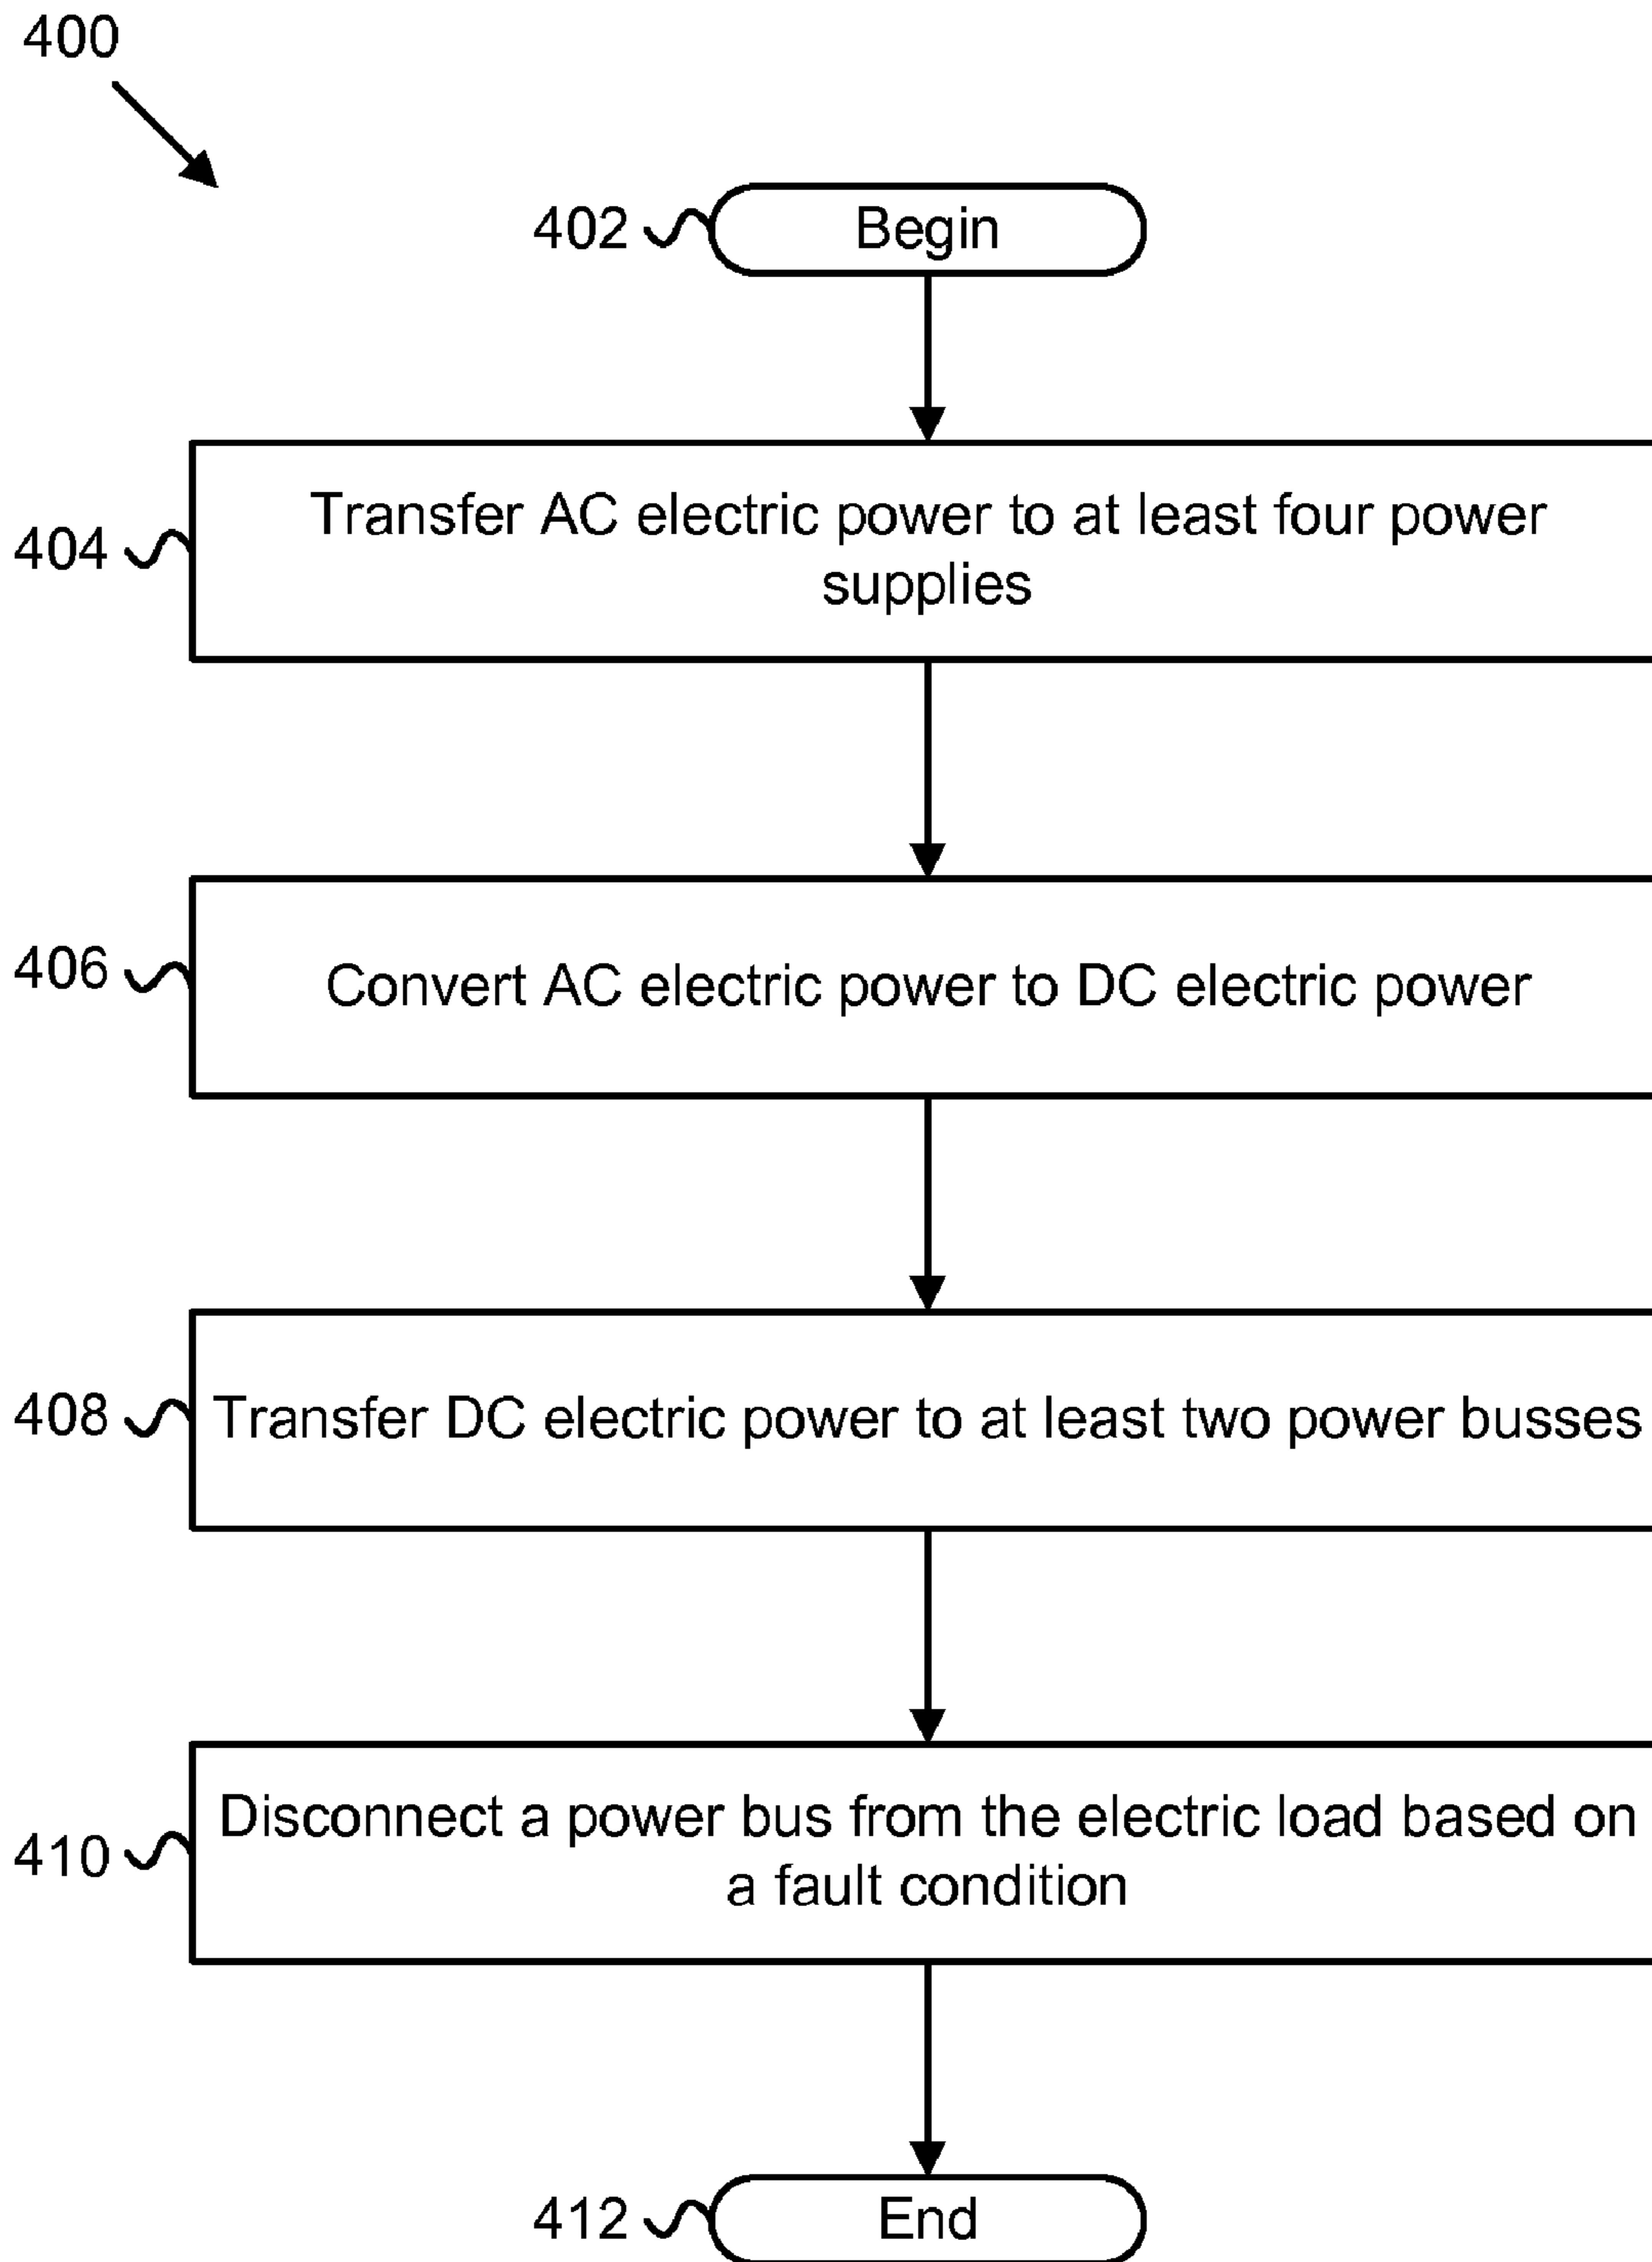 400
402
Begin
404
Transfer AC electric power to at least four power
supplies
406
Convert AC electric power to DC electric power
408
Transfer DC electric power to at least two power busses
410
Disconnect a power bus from the electric load based on
a fault condition
412
End